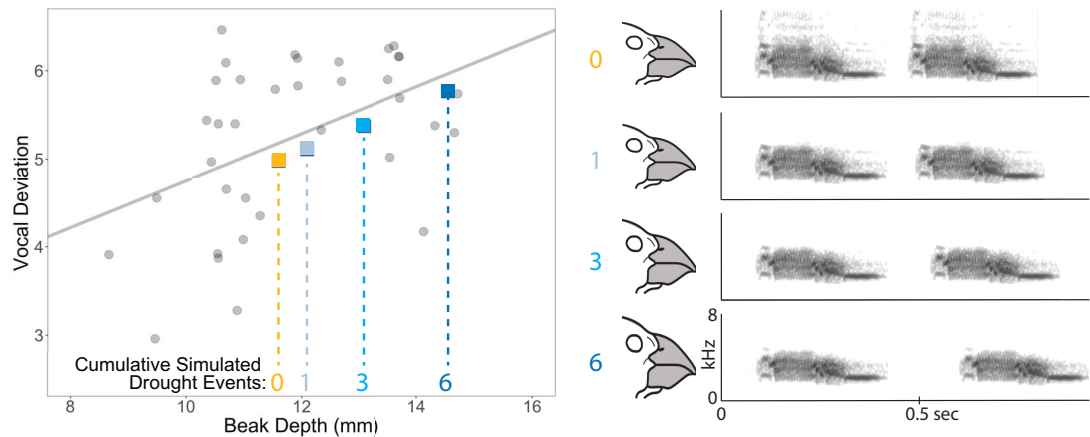 6
5
4
3
Vocal Deviation
Cumulative Simulated
Drought Events: 0 1 3 6
8 10 12 14 16
Beak Depth (mm)
0
1
3
6
8
kHz
0
0 0.5 sec